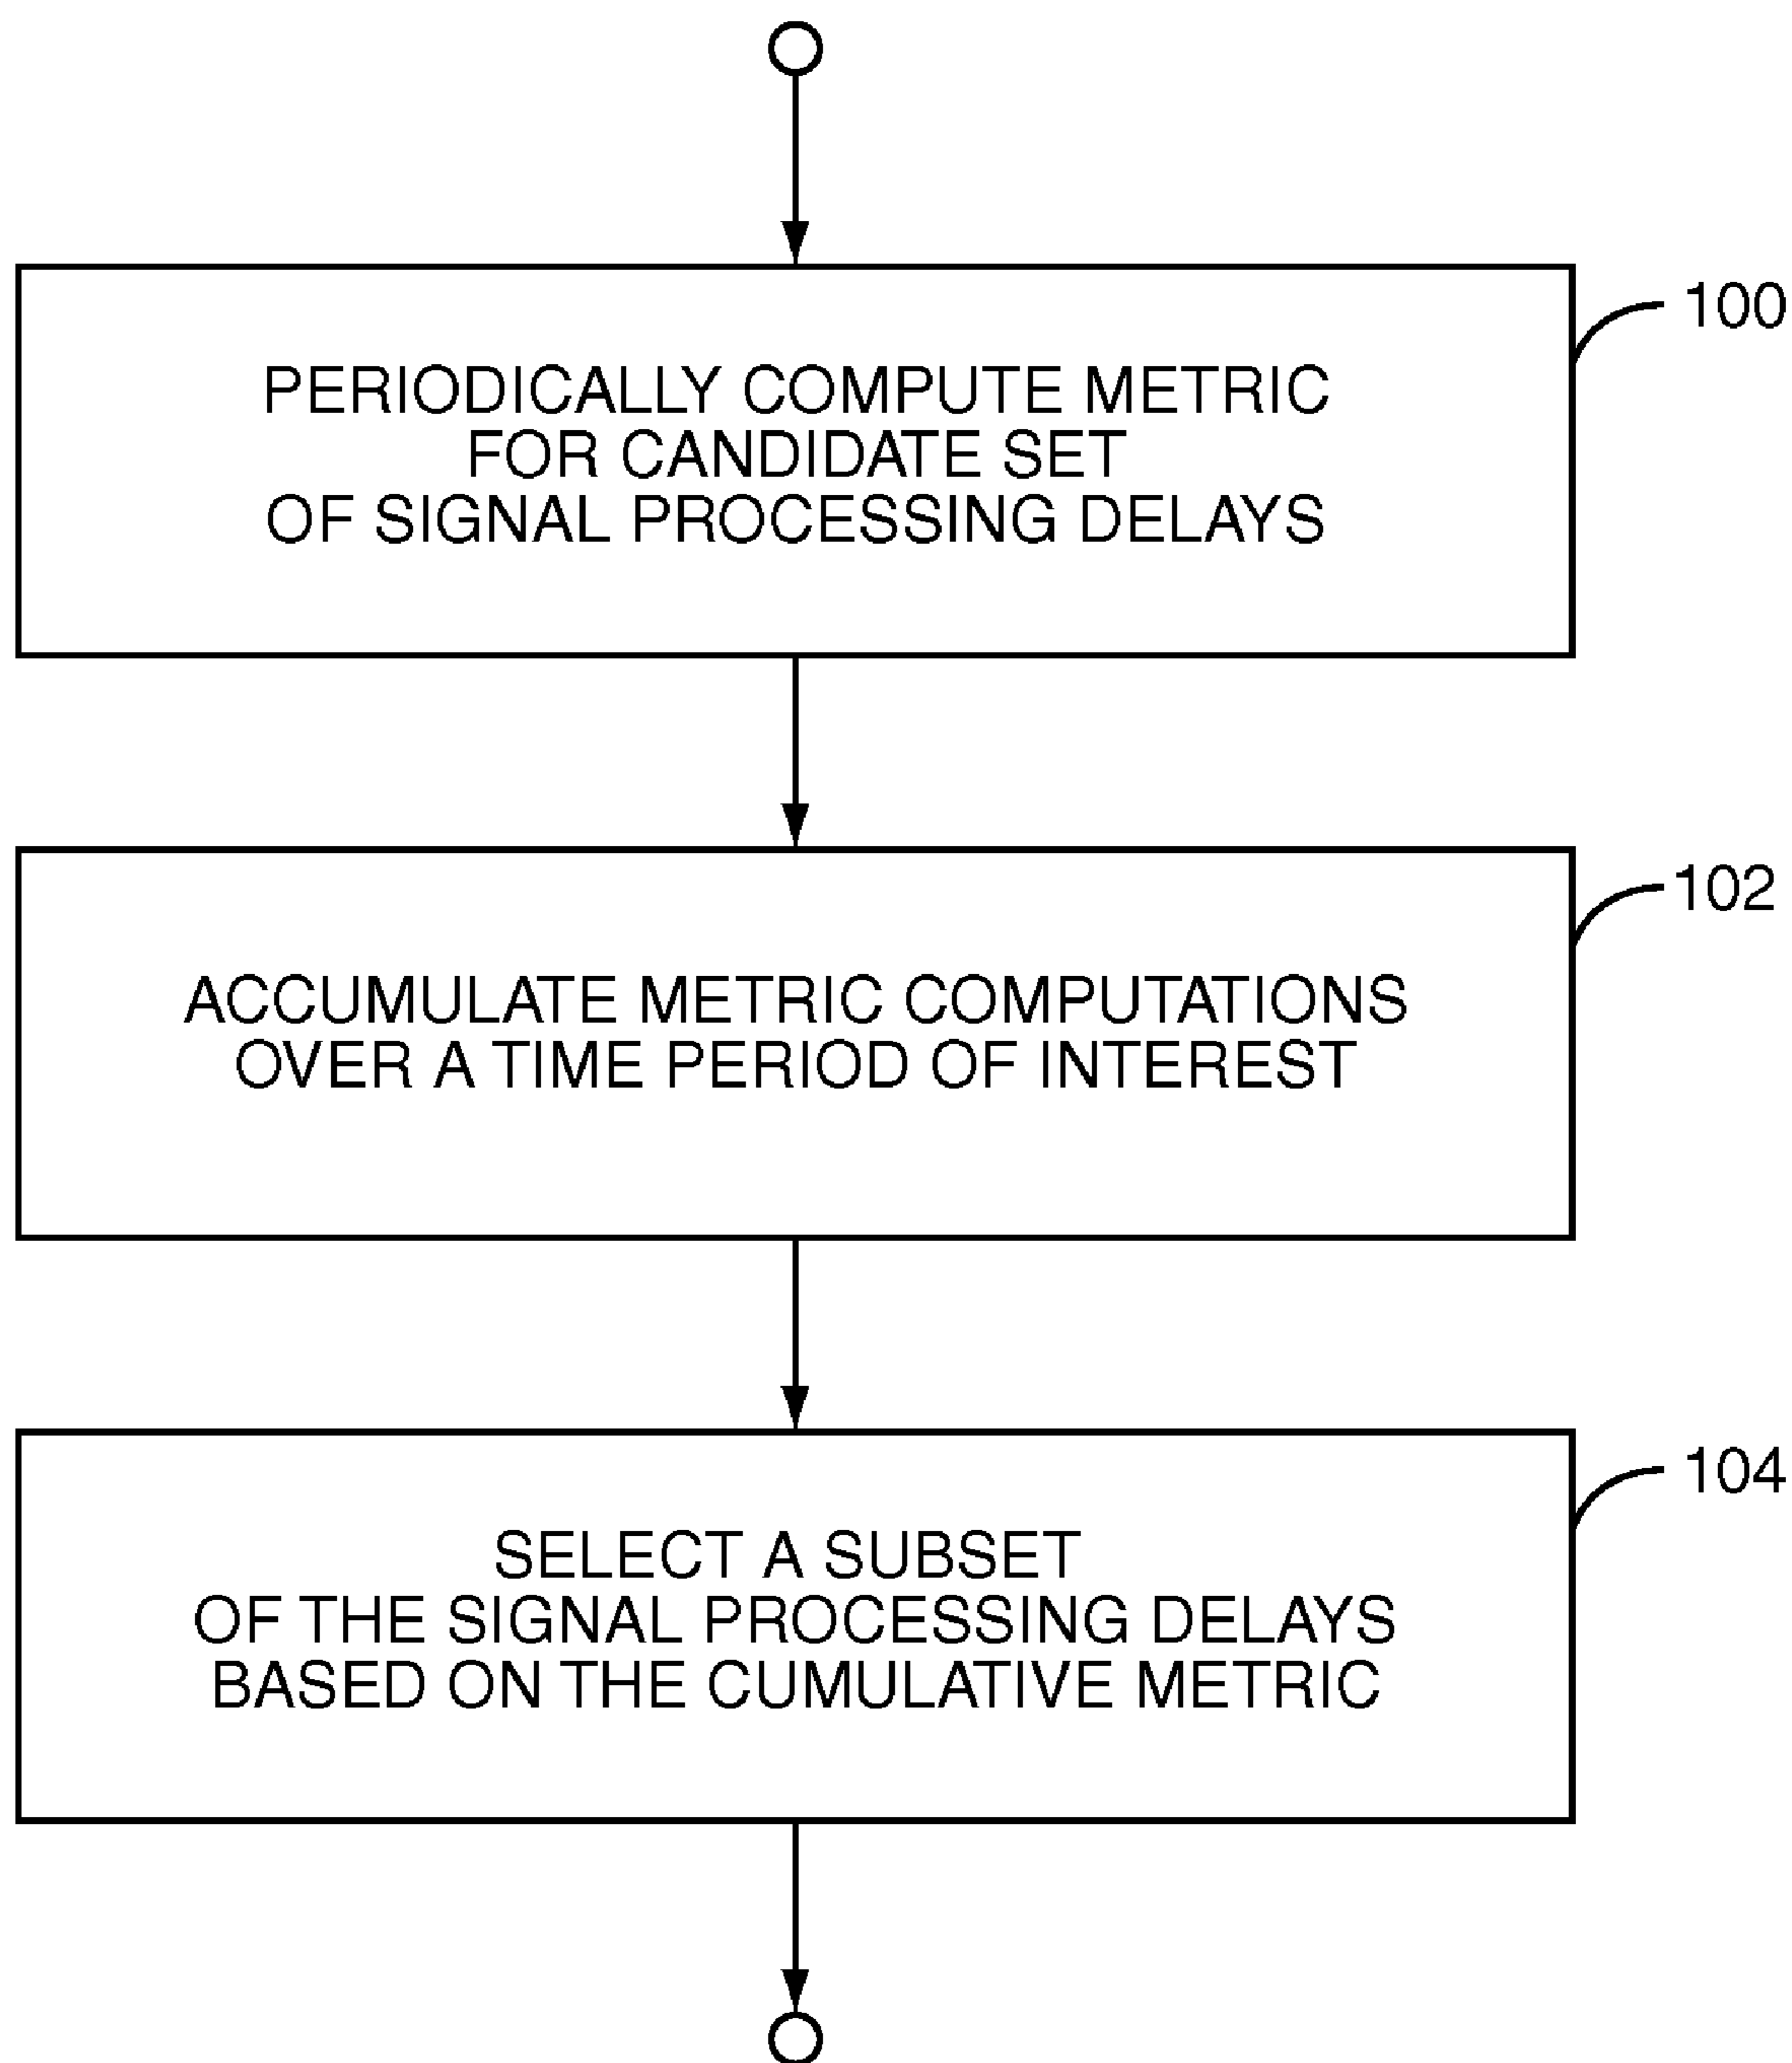 100
PERIODICALLY COMPUTE METRIC
FOR CANDIDATE SET
OF SIGNAL PROCESSING DELAYS
102
ACCUMULATE METRIC COMPUTATIONS
OVER A TIME PERIOD OF INTEREST
104
SELECT A SUBSET
OF THE SIGNAL PROCESSING DELAYS
BASED ON THE CUMULATIVE METRIC